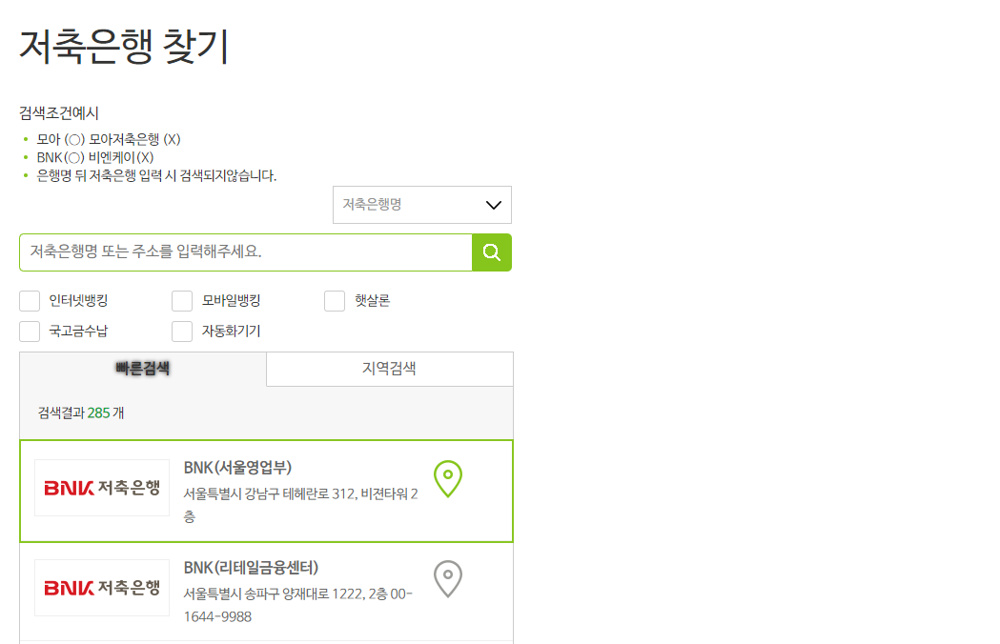 저축은행 찾기
검색조건예시
모아 (○) 모아저축은행 (X)
BNK(○) 비엔케이(X)
은행명 뒤 저축은행 입력 시 검색되지않습니다.
저축은행명
저축은행명 또는 주소를 입력해주세요.
인터넷뱅킹 모바일뱅킹 햇살론
국고금수납 자동화기기
빠른검색 지역검색
검색결과 285 개
BNK 저축은행
BNK(서울영업부)
서울특별시 강남구 테헤란로 312, 비젼타워 2
층
BNK 저축은행
BNK(리테일금융센터)
서울특별시 송파구 양재대로 1222, 2층 00-
1644-9988